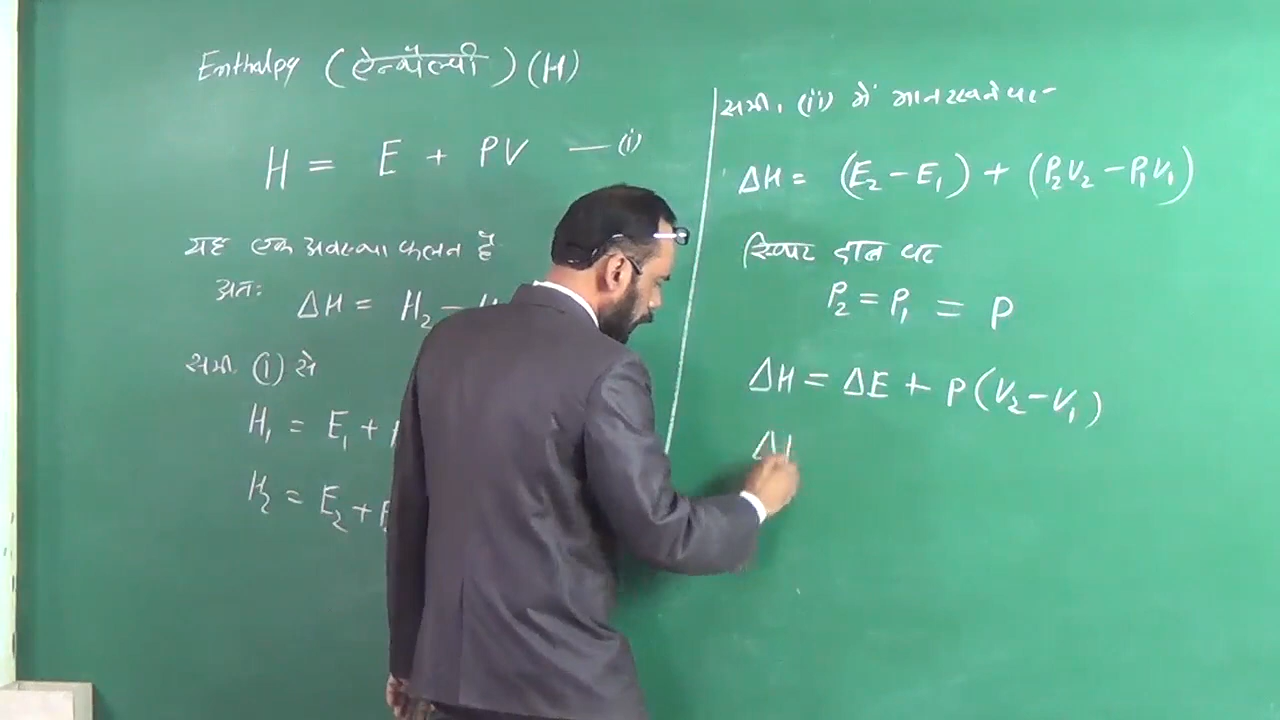 Enthalpy (ऐन्थैल्पी) (H)
H = E + PV — (i)
यह एक अवस्था फलन है
अतः ΔH = H₂ –
समी. (i) से
H₁ = E₁ +
H₂ = E₂ +
समी. (ii) में मान रखने पर-
ΔH = (E₂ – E₁) + (P₂V₂ – P₁V₁)
स्थिर दाब पर
P₂ = P₁ = P
ΔH = ΔE + P(V₂ – V₁)
ΔH